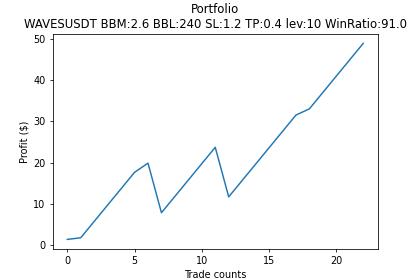 Portfolio
WAVESUSDT BBM:2.6 BBL:240 SL:1.2 TP:0.4 lev:10 WinRatio:91.0
50
40
30
20
10
0
Profit ($)
0 5 10 15 20
Trade counts